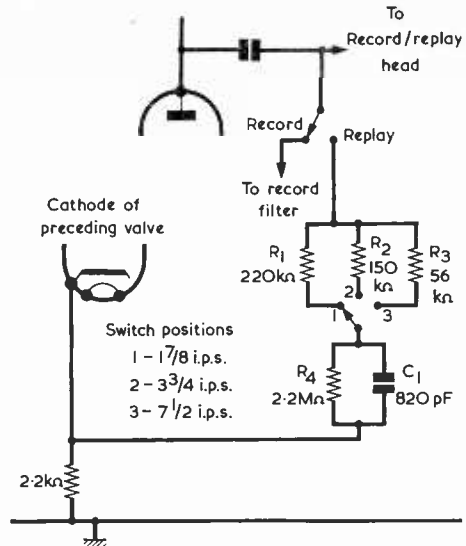 To
Record/replay
head
Record
Replay
To record
filter
Cathode of
preceding valve
R1
220kΩ
R2
150
kΩ
R3
56
kΩ
2
1
3
Switch positions
1 - 1 7/8 i.p.s.
2 - 3 3/4 i.p.s.
3 - 7 1/2 i.p.s.
R4
2·2MΩ
C1
820pF
2·2kΩ